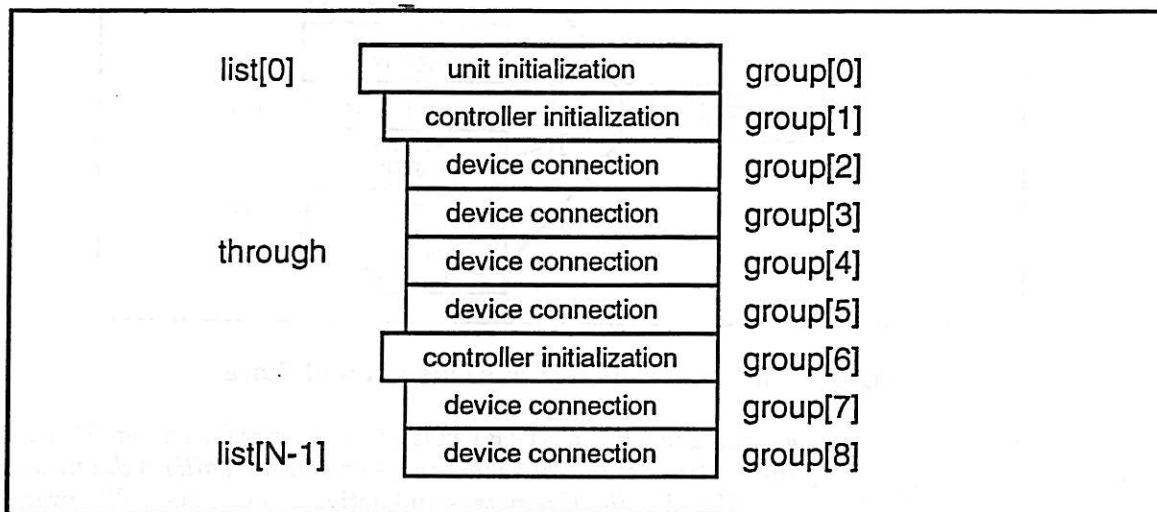 list[0] unit initialization group[0]
controller initialization group[1]
device connection group[2]
device connection group[3]
through device connection group[4]
device connection group[5]
controller initialization group[6]
device connection group[7]
list[N-1] device connection group[8]